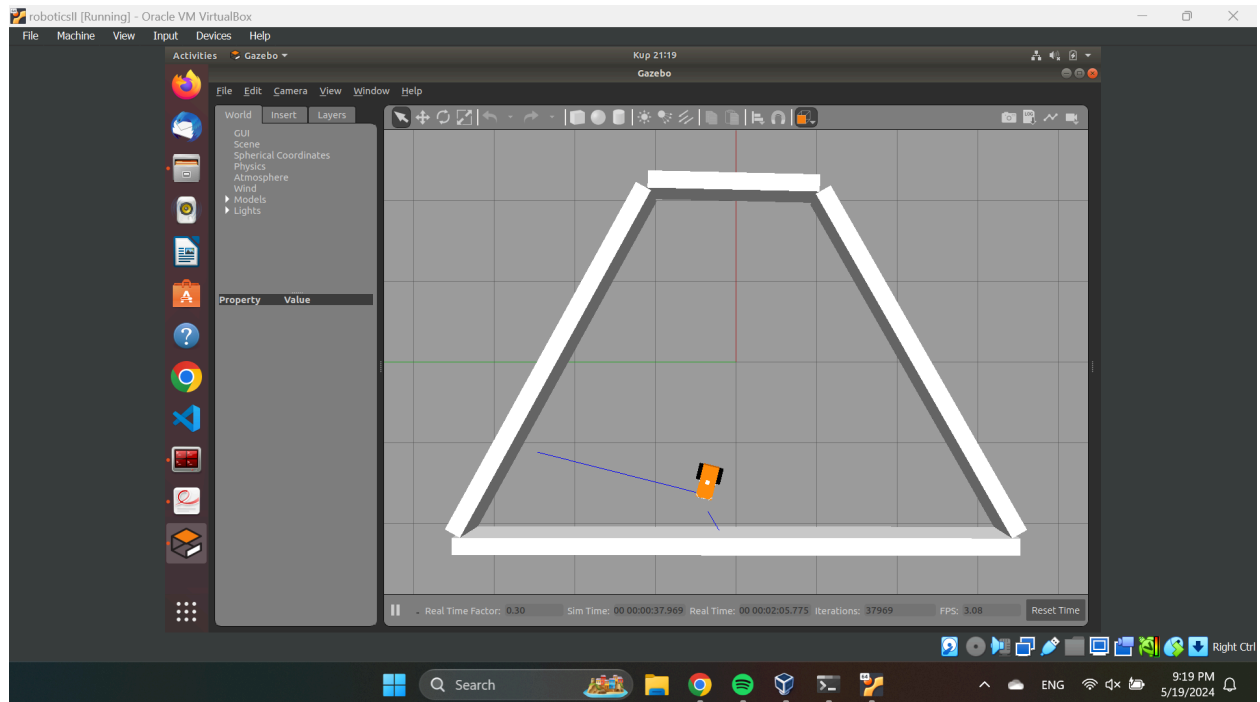 roboticsII [Running] - Oracle VM VirtualBox
File Machine View Input Devices Help
Activities Gazebo Kup 21:19
Gazebo
File Edit Camera View Window Help
World Insert Layers
GUI
Scene
Spherical Coordinates
Physics
Atmosphere
Wind
Models
Lights
Property Value
Real Time Factor: 0.30 Sim Time: 00 00:00:37.969 Real Time: 00 00:02:05.775 Iterations: 37969 FPS: 3.08 Reset Time
Right Ctrl
Search
ENG
9:19 PM
5/19/2024